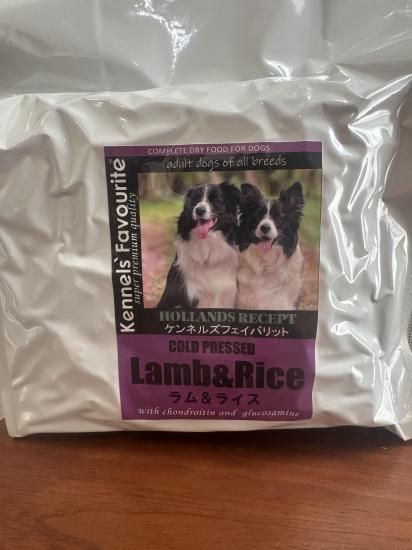 COMPLETE DRY FOOD FOR DOGS
adult dogs of all breeds
Kennels` Favourite®
super premium quality
HOLLANDS RECEPT
ケンネルズフェイバリット
COLD PRESSED
Lamb&Rice
ラム&ライス
with chondroitin and glucosamine